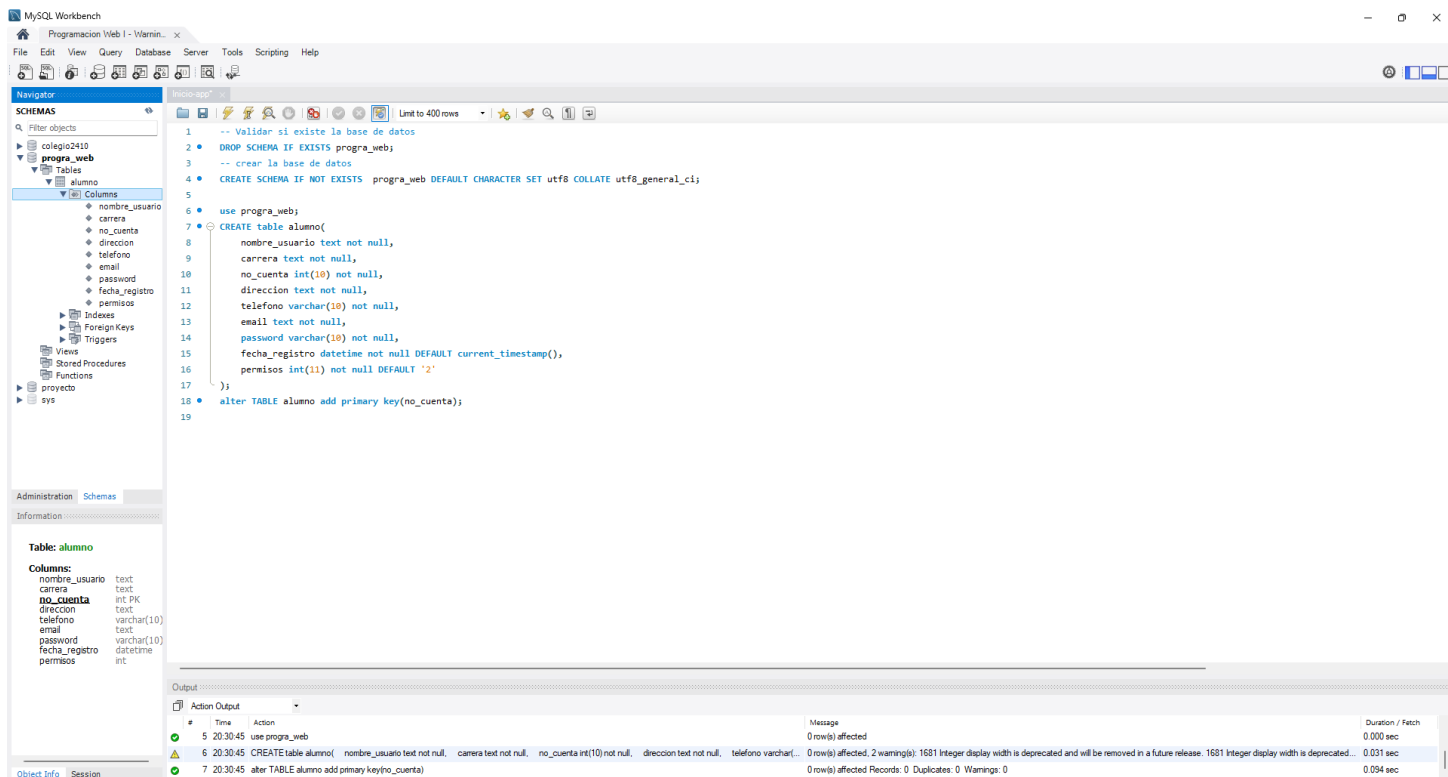 MySQL Workbench
Programacion Web I - Warnin...
File Edit View Query Database Server Tools Scripting Help
Navigator
SCHEMAS
Filter objects
colegio2410
progra_web
Tables
alumno
Columns
nombre_usuario
carrera
no_cuenta
direccion
telefono
email
password
fecha_registro
permisos
Indexes
Foreign Keys
Triggers
Views
Stored Procedures
Functions
proyecto
sys
Administration Schemas
Information
Table: alumno
Columns:
nombre_usuario text
carrera text
no_cuenta int PK
direccion text
telefono varchar(10)
email text
password varchar(10)
fecha_registro datetime
permisos int
Object Info Session
Inicio-app*
Limit to 400 rows
1 -- Validar si existe la base de datos
2 DROP SCHEMA IF EXISTS progra_web;
3 -- crear la base de datos
4 CREATE SCHEMA IF NOT EXISTS  progra_web DEFAULT CHARACTER SET utf8 COLLATE utf8_general_ci;
5
6 use progra_web;
7 CREATE table alumno(
8 nombre_usuario text not null,
9 carrera text not null,
10 no_cuenta int(10) not null,
11 direccion text not null,
12 telefono varchar(10) not null,
13 email text not null,
14 password varchar(10) not null,
15 fecha_registro datetime not null DEFAULT current_timestamp(),
16 permisos int(11) not null DEFAULT '2'
17 );
18 alter TABLE alumno add primary key(no_cuenta);
19
Output
Action Output
# Time Action Message Duration / Fetch
5 20:30:45 use progra_web 0 row(s) affected 0.000 sec
6 20:30:45 CREATE table alumno( nombre_usuario text not null, carrera text not null, no_cuenta int(10) not null, direccion text not null, telefono varchar(... 0 row(s) affected, 2 warning(s): 1681 Integer display width is deprecated and will be removed in a future release. 1681 Integer display width is deprecated... 0.031 sec
7 20:30:45 alter TABLE alumno add primary key(no_cuenta) 0 row(s) affected Records: 0 Duplicates: 0 Warnings: 0 0.094 sec